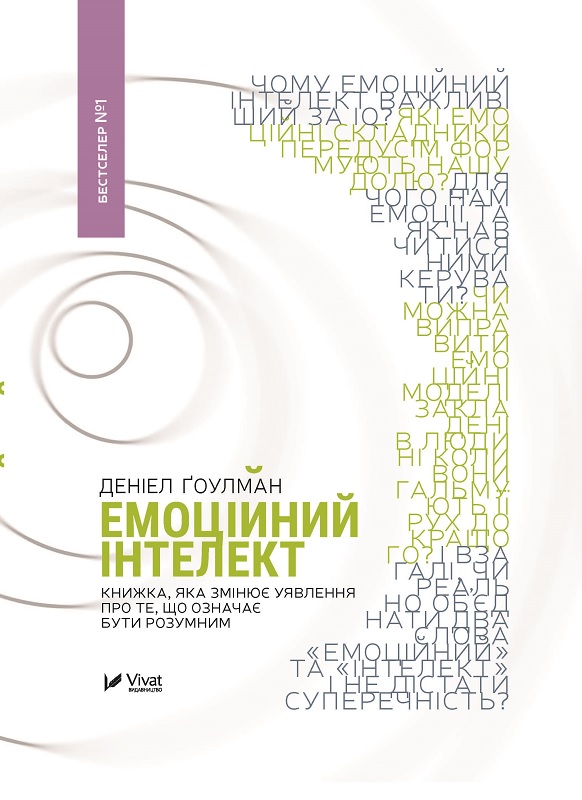 БЕСТСЕЛЕР №1
ЧОМУ ЕМОЦІЙНИЙ
ІНТЕЛЕКТ ВАЖЛИВІ
ШИЙ ЗА IQ? ЯКІ ЕМО
ЦІЙНІ СКЛАДНИКИ
ПЕРЕДУСІМ ФОР
МУЮТЬ НАШУ
ДОЛЮ? ДЛЯ
ЧОГО НАМ
ЕМОЦІЇ ТА
ЯК НАВ
ЧИТИСЯ
НИМИ
КЕРУВА
ТИ? ЧИ
МОЖНА
ВИПРА
ВИТИ
ЕМО
ЦІЙНІ
МОДЕЛІ
ЗАКЛА
ДЕНІ
В ЛЮДИ
НІ КОЛИ
ВОНИ
ГАЛЬМУ
ЮТЬ ЇЇ
РУХ ДО
КРАЩО
ГО? І ВЗА
ГАЛІ ЧИ
РЕАЛЬ
НО ОБ'ЄД
НАТИ ДВА
СЛОВА
«ЕМОЦІЙНИЙ»
ТА «ІНТЕЛЕКТ»
І НЕ ДІСТАТИ
СУПЕРЕЧНІСТЬ?
ДЕНІЕЛ ҐОУЛМАН
ЕМОЦІЙНИЙ
ІНТЕЛЕКТ
КНИЖКА, ЯКА ЗМІНЮЄ УЯВЛЕННЯ
ПРО ТЕ, ЩО ОЗНАЧАЄ
БУТИ РОЗУМНИМ
Vivat
ВИДАВНИЦТВО